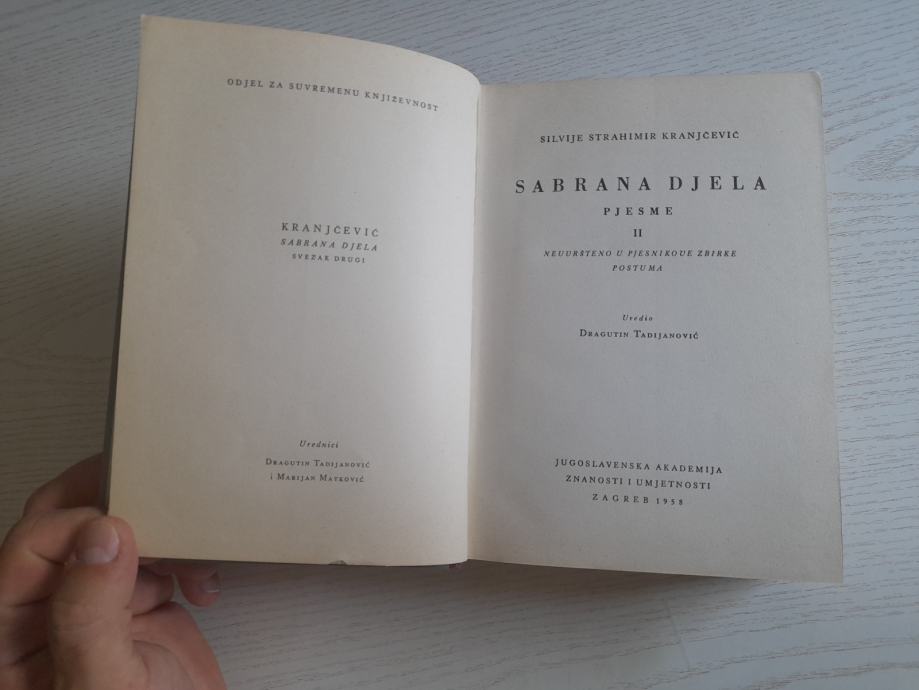 ODJEL ZA SUVREMENU KNJIŽEVNOST
KRANJČEVIĆ
SABRANA DJELA
SVEZAK DRUGI
Urednici
DRAGUTIN TADIJANOVIĆ
i MARIJAN MATKOVIĆ
SILVIJE STRAHIMIR KRANJČEVIĆ
SABRANA DJELA
PJESME
II
NEUVRŠTENO U PJESNIKOVE ZBIRKE
POSTUMA
Uredio
DRAGUTIN TADIJANOVIĆ
JUGOSLAVENSKA AKADEMIJA
ZNANOSTI I UMJETNOSTI
ZAGREB 1958